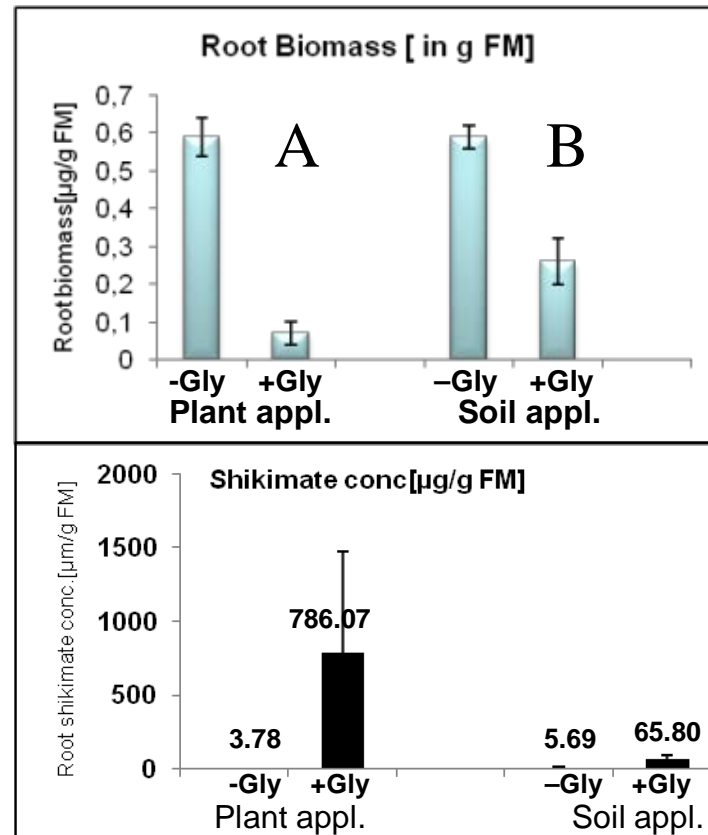 Root Biomass [ in g FM]
Root biomass[µg/g FM]
0,7
0,6
0,5
0,4
0,3
0,2
0,1
0
A
B
-Gly +Gly –Gly +Gly
Plant appl. Soil appl.
Shikimate conc[µg/g FM]
Root shikimate conc.[µm/g FM]
2000
1500
1000
500
0
786.07
3.78
5.69
65.80
-Gly +Gly –Gly +Gly
Plant appl. Soil appl.